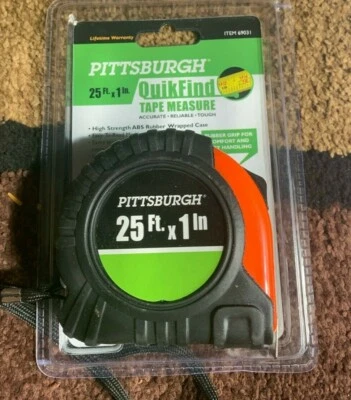 Lifetime Warranty
ITEM 69031
PITTSBURGH®
25 Ft. x 1 in. QuikFind
TAPE MEASURE
ACCURATE • RELIABLE • TOUGH
• High Strength ABS Rubber Wrapped Case
RUBBER GRIP FOR
COMFORT AND
HANDLING
PITTSBURGH®
25 Ft. x 1 In